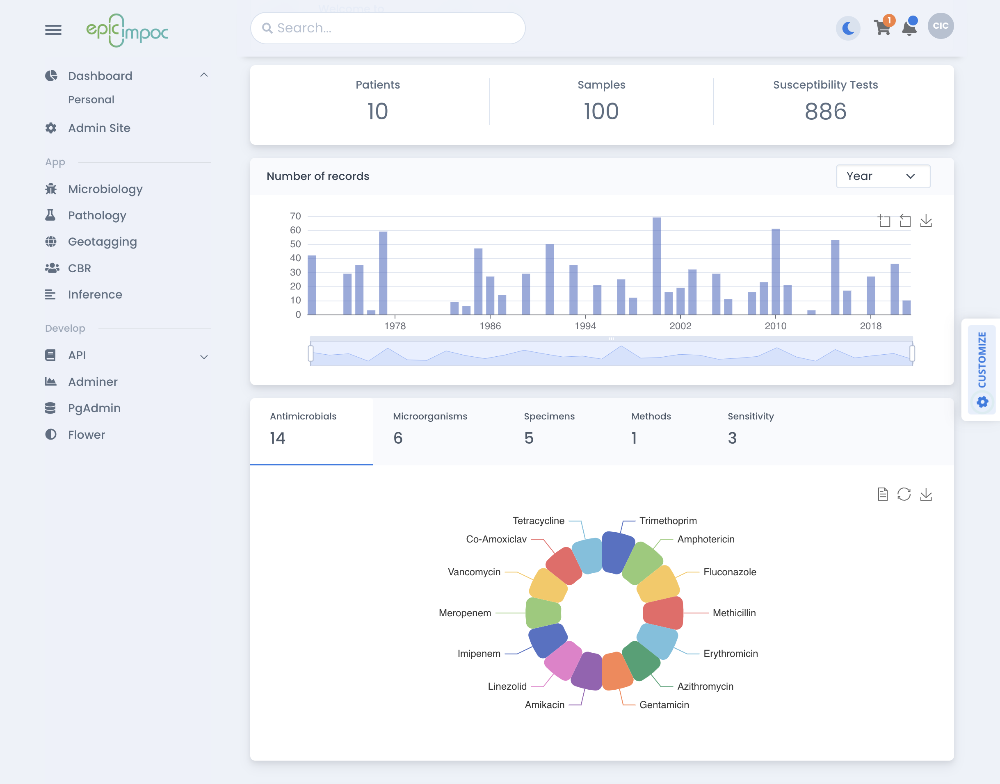 Welcome to
epicimpoc
Search...
1
CIC
Dashboard
Personal
Admin Site
App
Microbiology
Pathology
Geotagging
CBR
Inference
Develop
API
Adminer
PgAdmin
Flower
Patients
10
Samples
100
Susceptibility Tests
886
Number of records
Year
70
60
50
40
30
20
10
0
1978 1986 1994 2002 2010 2018
CUSTOMIZE
Antimicrobials
14
Microorganisms
6
Specimens
5
Methods
1
Sensitivity
3
Tetracycline
Trimethoprim
Co-Amoxiclav
Amphotericin
Vancomycin
Fluconazole
Meropenem
Methicillin
Imipenem
Erythromicin
Linezolid
Azithromycin
Amikacin
Gentamicin